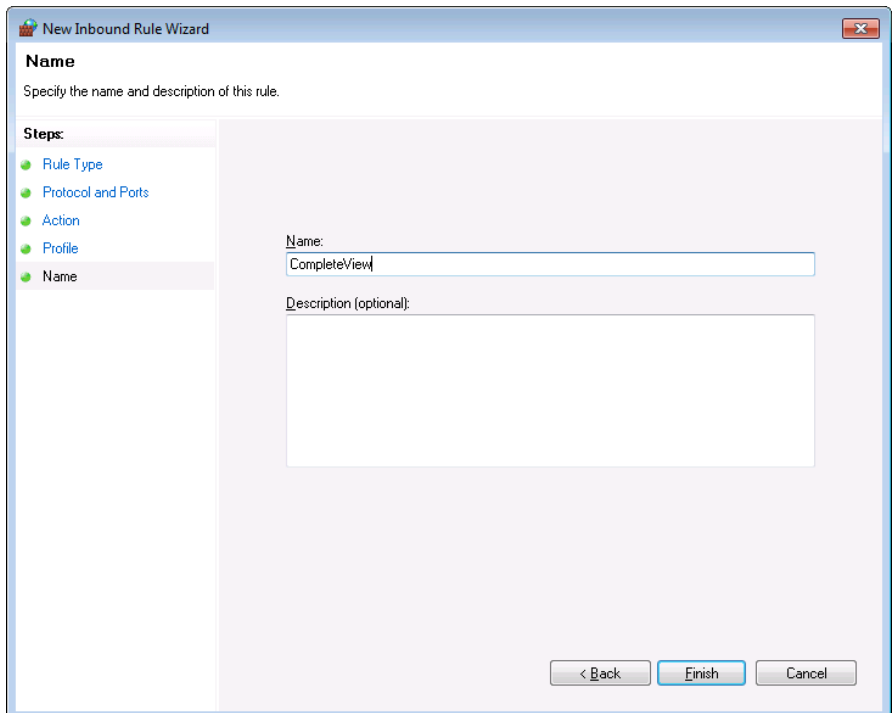 New Inbound Rule Wizard
Name
Specify the name and description of this rule.
Steps:
Rule Type
Protocol and Ports
Action
Profile
Name
Name:
CompleteView
Description (optional):
< Back
Finish
Cancel